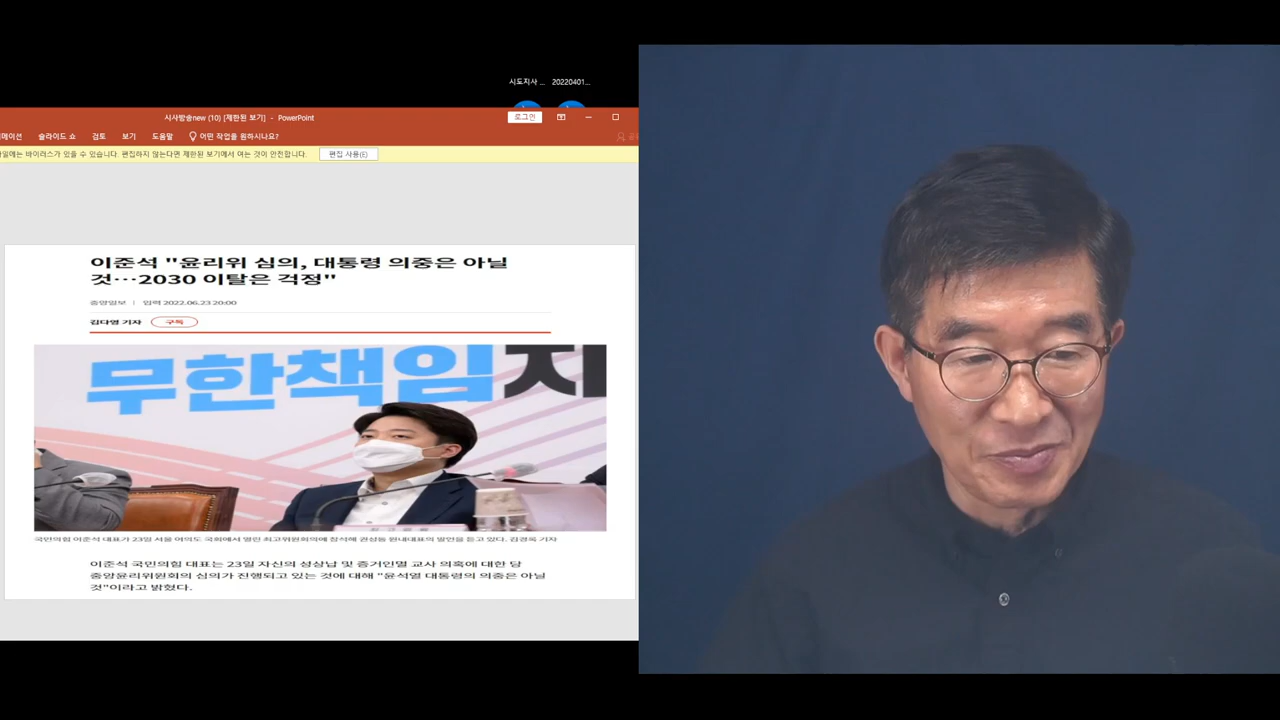 시도지사 ... 20220401...
시사방송new (10) [제한된 보기] - PowerPoint 로그인
메이션 슬라이드 쇼 검토 보기 도움말 어떤 작업을 원하시나요?
파일에는 바이러스가 있을 수 있습니다. 편집하지 않는다면 제한된 보기에서 여는 것이 안전합니다. 편집 사용(E)
이준석 "윤리위 심의, 대통령 의중은 아닐
것…2030 이탈은 걱정"
중앙일보 | 입력 2022.06.23 20:00
김다영 기자 구독
무한책임지
국민의힘 이준석 대표가 23일 서울 여의도 국회에서 열린 최고위원회의에 참석해 권성동 원내대표의 발언을 듣고 있다. 김경록 기자
이준석 국민의힘 대표는 23일 자신의 성상납 및 증거인멸 교사 의혹에 대한 당
중앙윤리위원회의 심의가 진행되고 있는 것에 대해 "윤석열 대통령의 의중은 아닐
것"이라고 밝혔다.